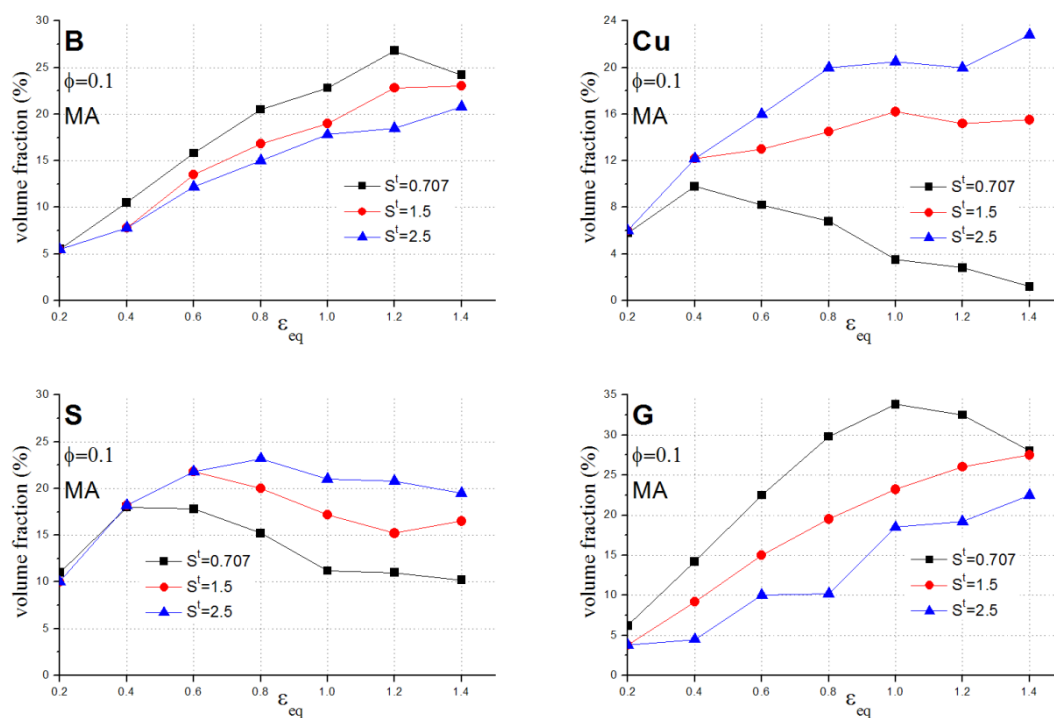 B
ϕ=0.1
MA
volume fraction (%)
30
25
20
15
10
5
0
0.2 0.4 0.6 0.8 1.0 1.2 1.4
ε_eq
S^t=0.707
S^t=1.5
S^t=2.5
Cu
ϕ=0.1
MA
volume fraction (%)
24
20
16
12
8
4
0
0.2 0.4 0.6 0.8 1.0 1.2 1.4
ε_eq
S^t=0.707
S^t=1.5
S^t=2.5
S
ϕ=0.1
MA
volume fraction (%)
30
25
20
15
10
5
0
0.2 0.4 0.6 0.8 1.0 1.2 1.4
ε_eq
S^t=0.707
S^t=1.5
S^t=2.5
G
ϕ=0.1
MA
volume fraction (%)
35
30
25
20
15
10
5
0
0.2 0.4 0.6 0.8 1.0 1.2 1.4
ε_eq
S^t=0.707
S^t=1.5
S^t=2.5